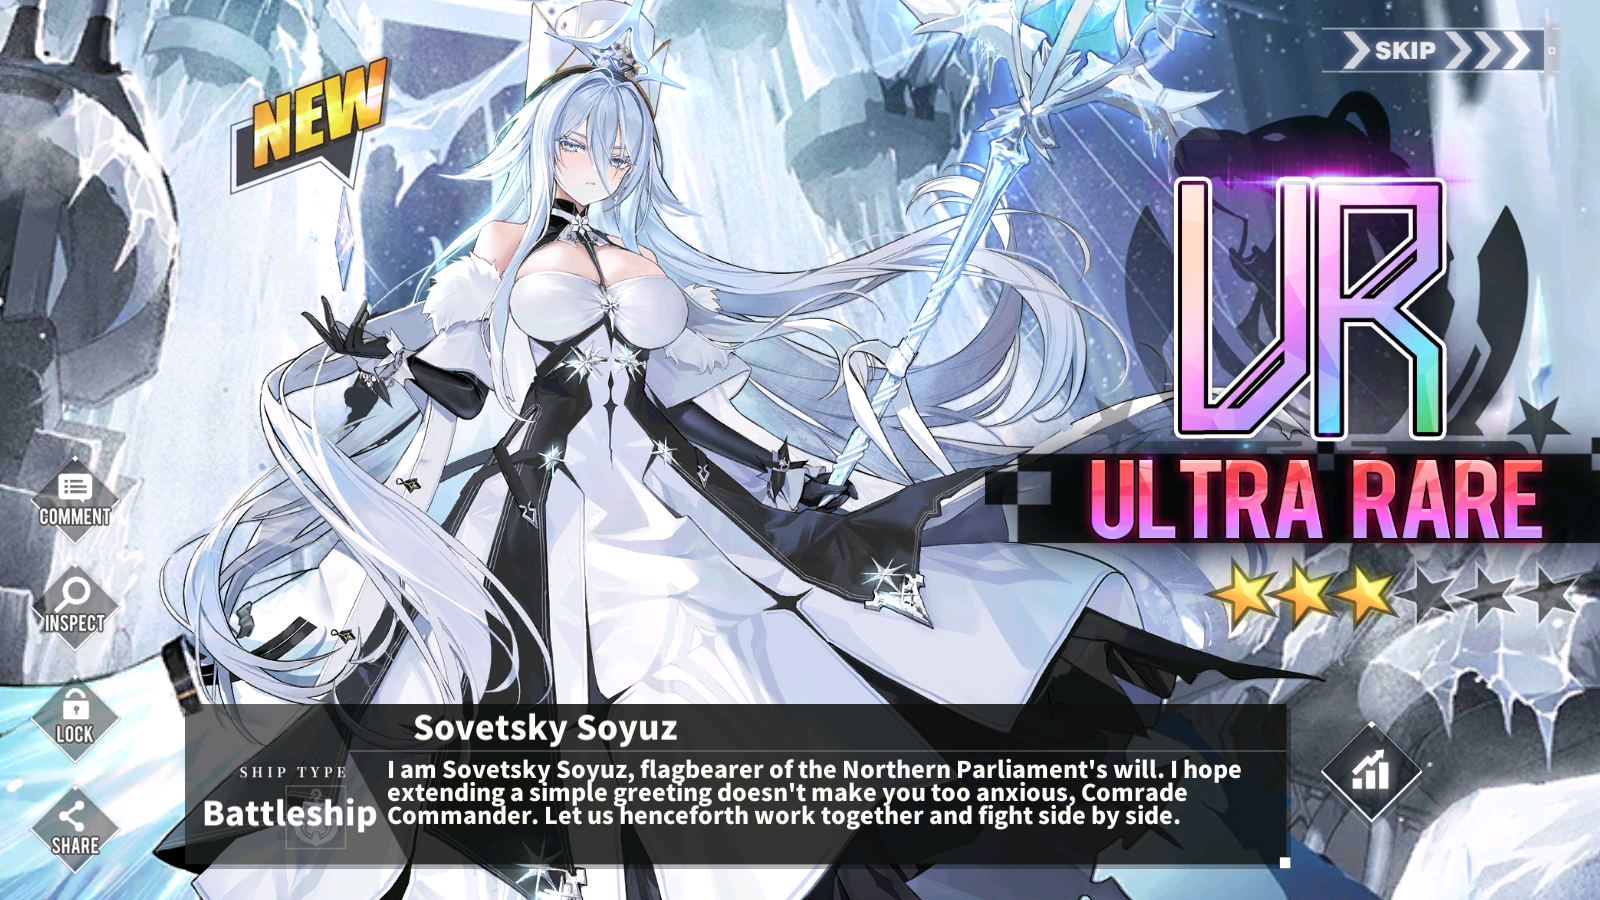 NEW
SKIP
UR
ULTRA RARE
COMMENT
INSPECT
LOCK
SHARE
Sovetsky Soyuz
SHIP TYPE
Battleship
I am Sovetsky Soyuz, flagbearer of the Northern Parliament's will. I hope
extending a simple greeting doesn't make you too anxious, Comrade
Commander. Let us henceforth work together and fight side by side.